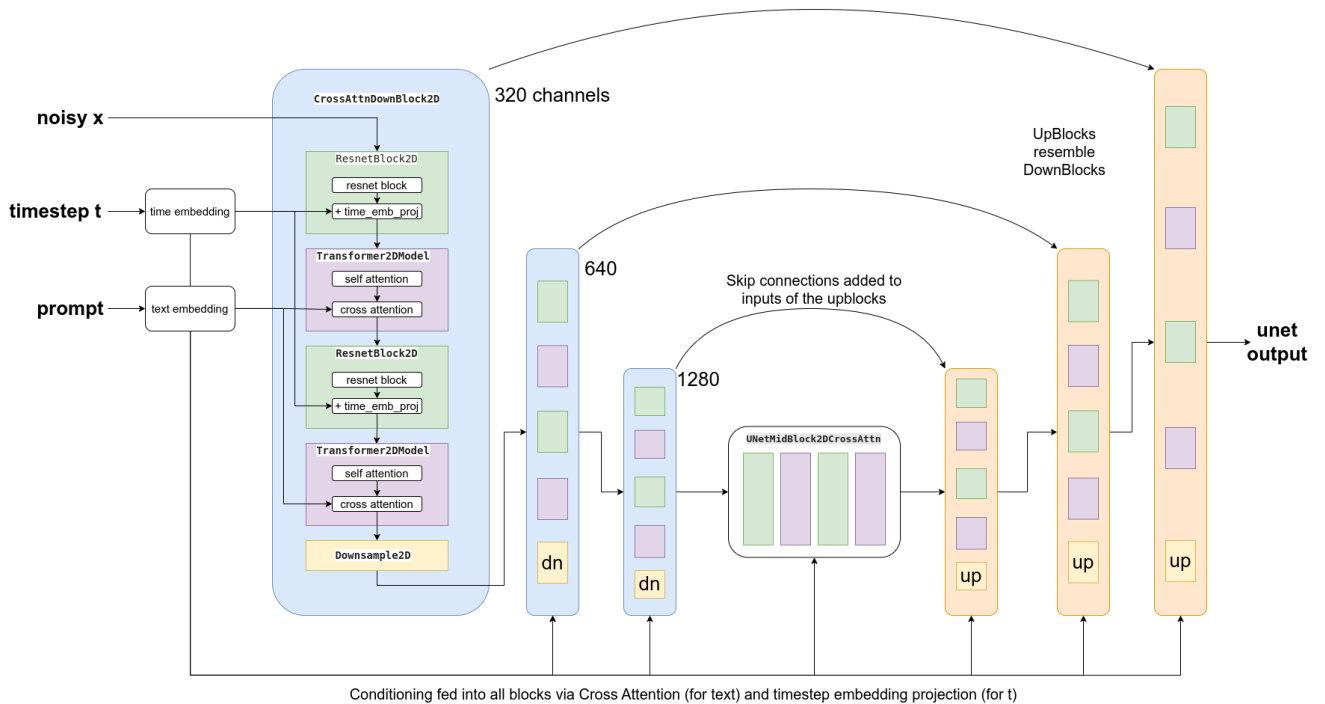 CrossAttnDownBlock2D
320 channels
noisy x
ResnetBlock2D
resnet block
+ time_emb_proj
timestep t
time embedding
Transformer2DModel
self attention
cross attention
prompt
text embedding
ResnetBlock2D
resnet block
+ time_emb_proj
Transformer2DModel
self attention
cross attention
Downsample2D
640
dn
1280
dn
Skip connections added to
inputs of the upblocks
UNetMidBlock2DCrossAttn
up
UpBlocks
resemble
DownBlocks
up
up
unet
output
Conditioning fed into all blocks via Cross Attention (for text) and timestep embedding projection (for t)